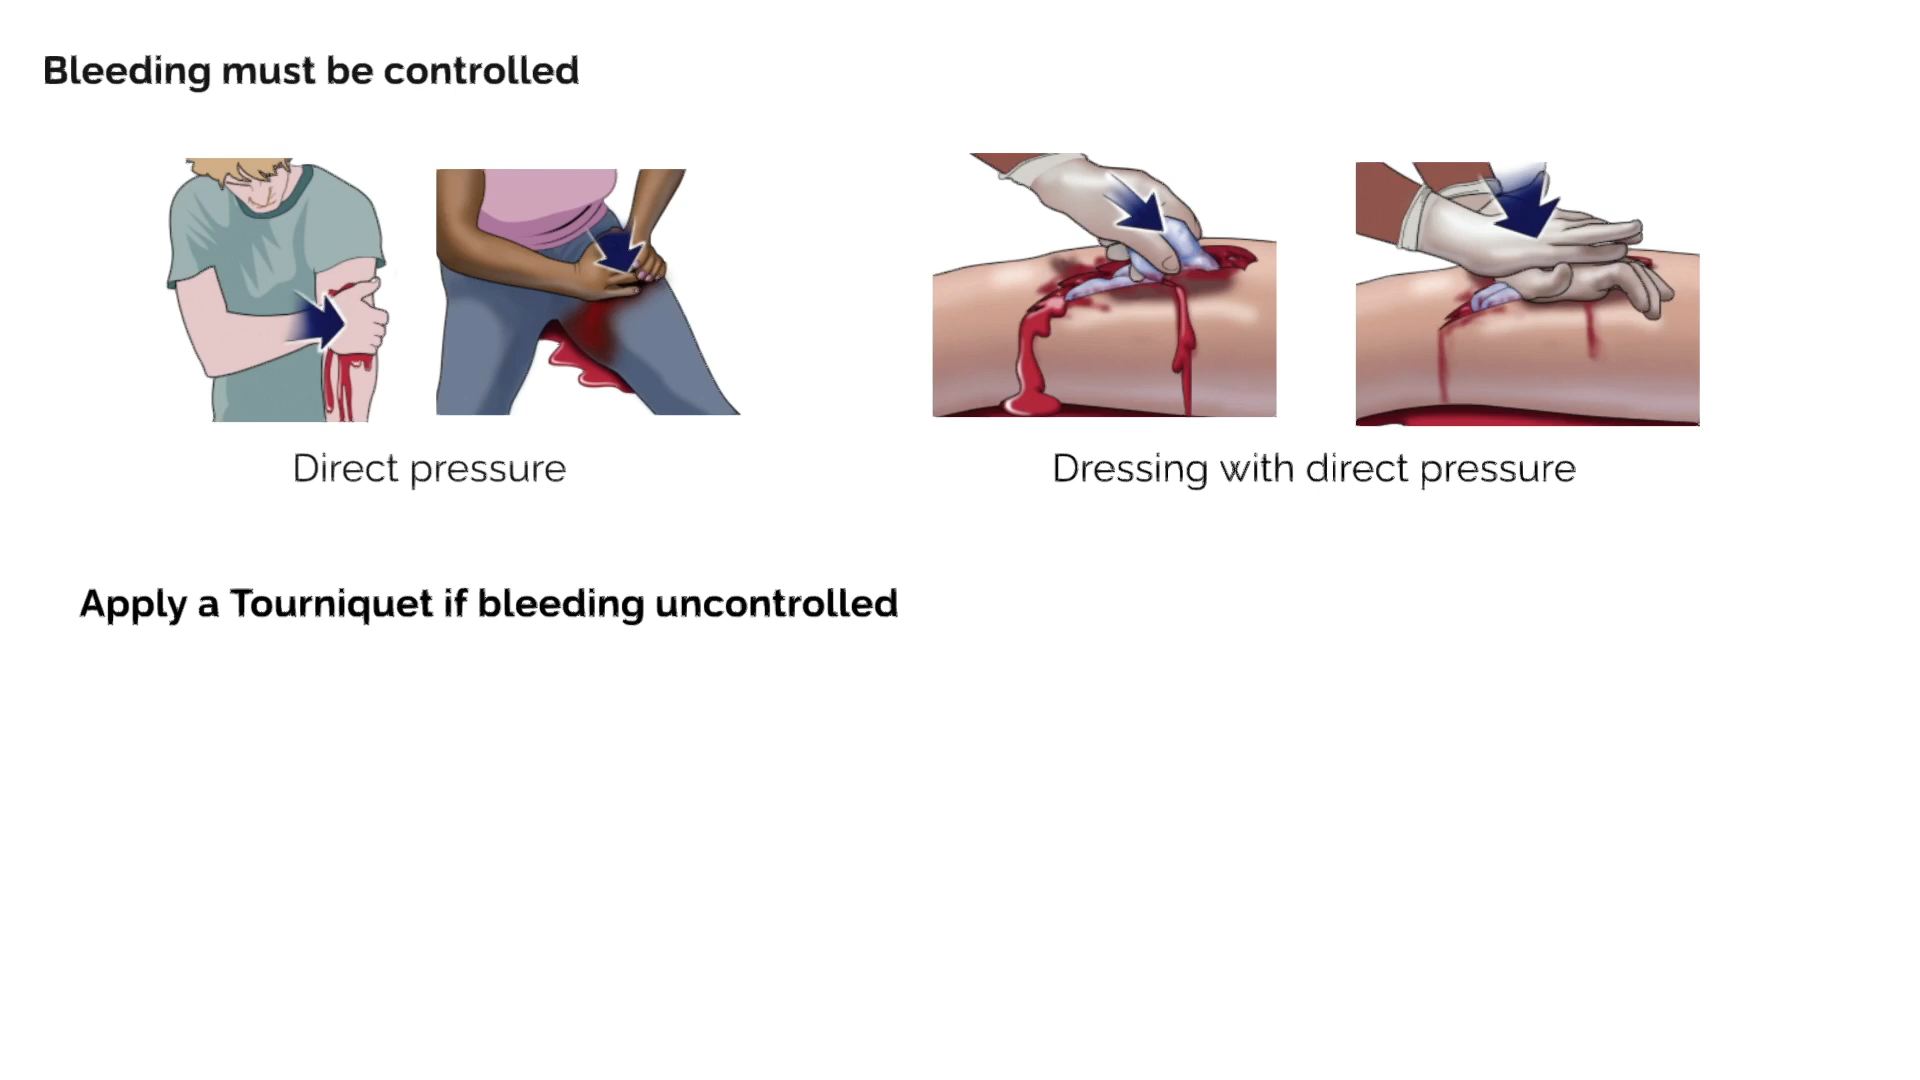 Bleeding must be controlled
Direct pressure
Dressing with direct pressure
Apply a Tourniquet if bleeding uncontrolled